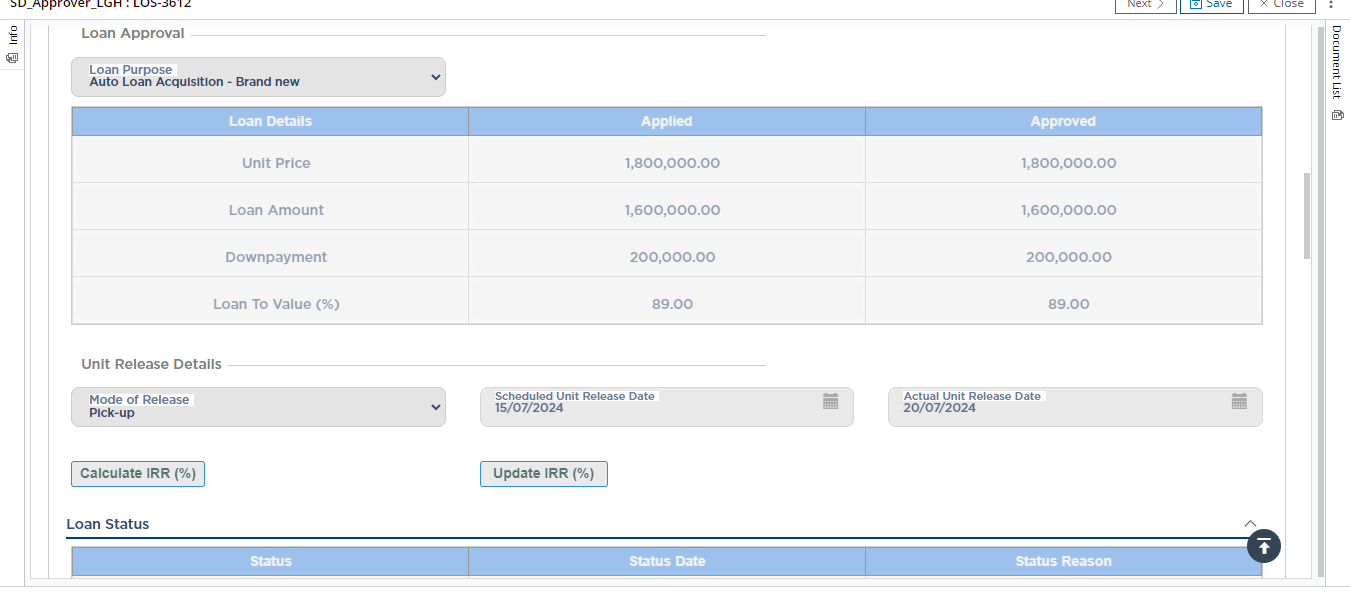 SD_Approver_LGH : LOS-3612
Next Save Close
Info
Document List
Loan Approval
Loan Purpose
Auto Loan Acquisition - Brand new
Loan Details Applied Approved
Unit Price 1,800,000.00 1,800,000.00
Loan Amount 1,600,000.00 1,600,000.00
Downpayment 200,000.00 200,000.00
Loan To Value (%) 89.00 89.00
Unit Release Details
Mode of Release Scheduled Unit Release Date Actual Unit Release Date
Pick-up 15/07/2024 20/07/2024
Calculate IRR (%) Update IRR (%)
Loan Status
Status Status Date Status Reason